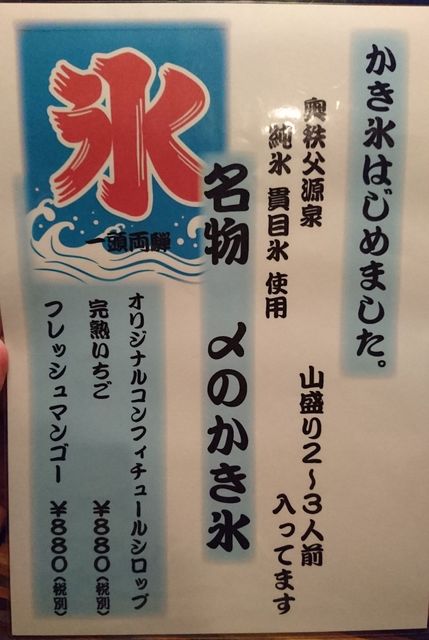 かき氷はじめました。
奥秩父源泉
純氷 貫目氷 使用
山盛り2～3人前
入ってます
名物 〆のかき氷
氷
一頭両騨
オリジナルコンフィチュールシロップ
完熟いちご ￥880(税別)
フレッシュマンゴー ￥880(税別)